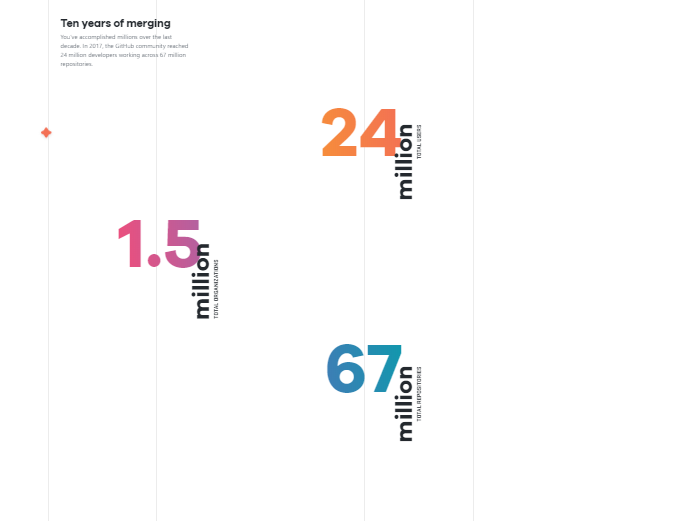 Ten years of merging
You've accomplished millions over the last
decade. In 2017, the GitHub community reached
24 million developers working across 67 million
repositories.
24
million
TOTAL USERS
1.5
million
TOTAL ORGANIZATIONS
67
million
TOTAL REPOSITORIES